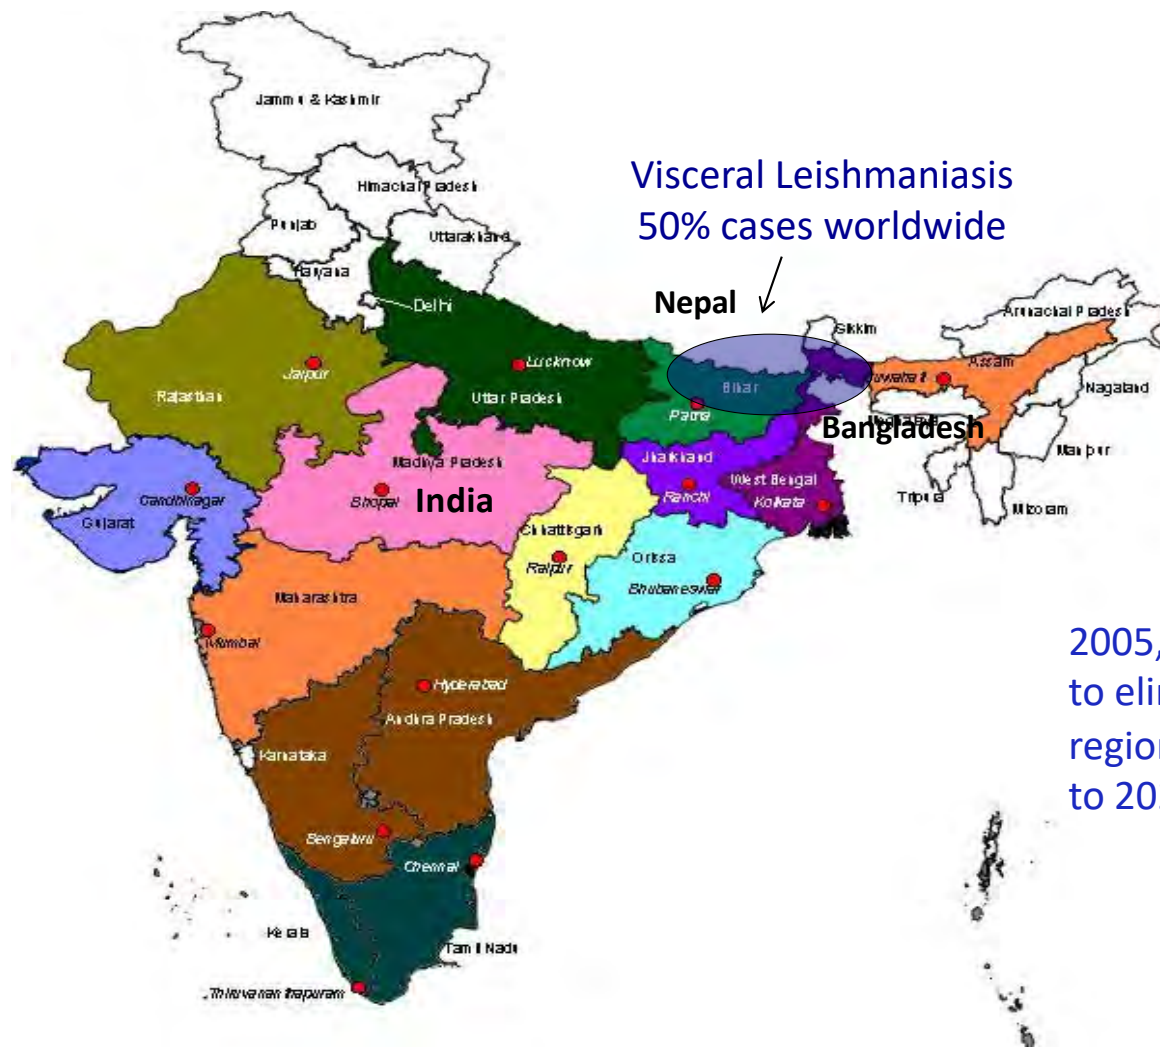 Jammu & Kashmir
Himachal Pradesh
Punjab
Uttarakhand
Haryana
Delhi
Visceral Leishmaniasis
50% cases worldwide
Nepal
Sikkim
Arunachal Pradesh
Assam
Nagaland
Jaipur
Rajasthan
Lucknow
Uttar Pradesh
Bihar
Patna
Bangladesh
Manipur
Jharkhand
Ranchi
West Bengal
Kolkata
Tripura
Mizoram
Gandhinagar
Gujarat
Madhya Pradesh
Bhopal
India
Chhattisgarh
Raipur
Orissa
Bhubaneswar
Maharashtra
Mumbai
Hyderabad
Andhra Pradesh
Karnataka
Bengaluru
Chennai
Kerala
Tamil Nadu
Thiruvananthapuram
2005,
to elim
region
to 20